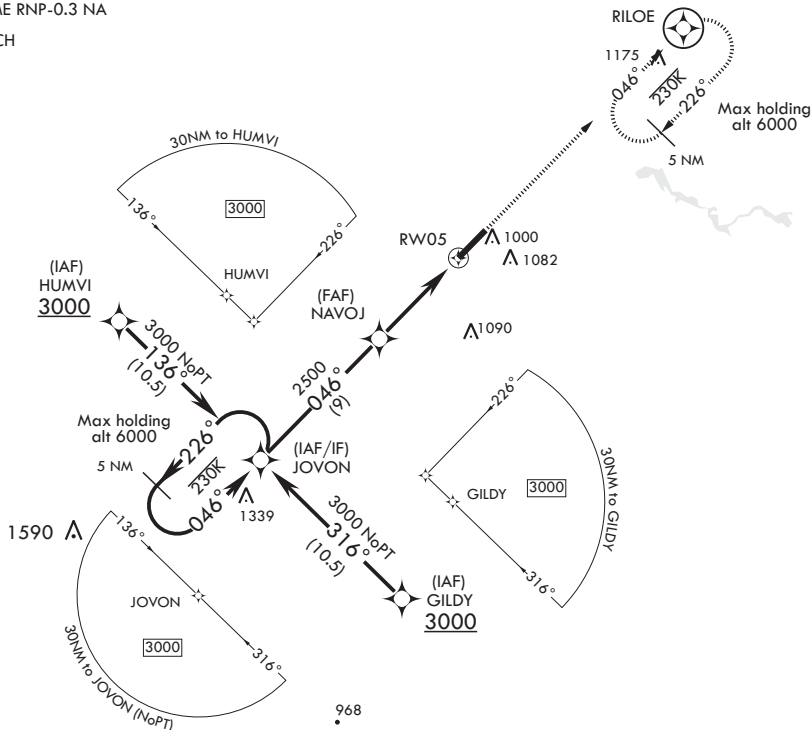 ME RNP-0.3 NA
CH
RILOE
1175
046°
230K
226°
Max holding
alt 6000
5 NM
30NM to HUMVI
3000
136°
226°
HUMVI
RW05
1000
1082
(IAF)
HUMVI
3000
(FAF)
NAVOJ
1090
3000 NoPT
136°
(10.5)
2500
046°
(9)
Max holding
alt 6000
226°
5 NM
230K
046°
(IAF/IF)
JOVON
1339
226°
GILDY
3000
30NM to GILDY
316°
3000 NoPT
316°
(10.5)
1590
136°
JOVON
3000
316°
30NM to JOVON (NoPT)
(IAF)
GILDY
3000
968